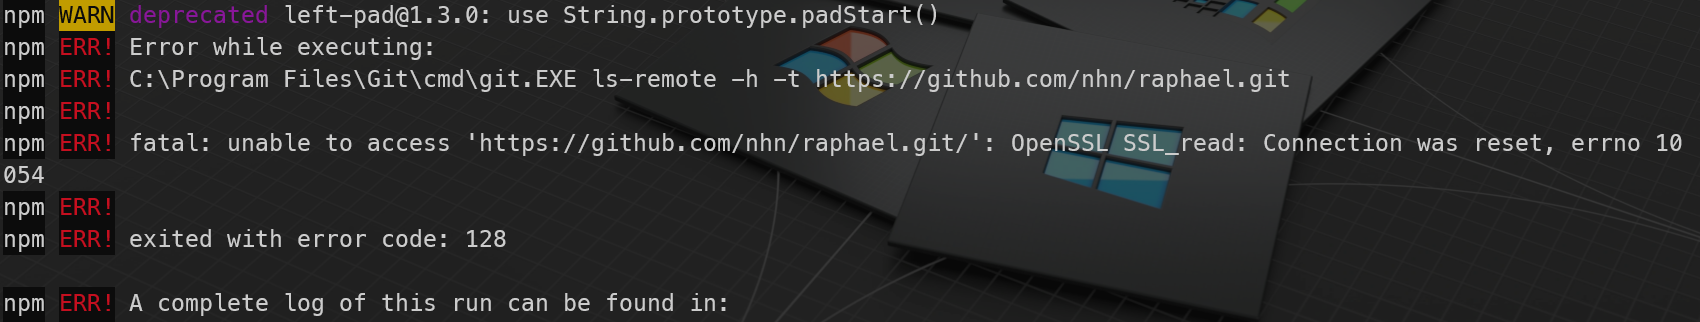 npm WARN deprecated left-pad@1.3.0: use String.prototype.padStart()
npm ERR! Error while executing:
npm ERR! C:\Program Files\Git\cmd\git.EXE ls-remote -h -t https://github.com/nhn/raphael.git
npm ERR!
npm ERR! fatal: unable to access 'https://github.com/nhn/raphael.git/': OpenSSL SSL_read: Connection was reset, errno 10
054
npm ERR!
npm ERR! exited with error code: 128
npm ERR! A complete log of this run can be found in: